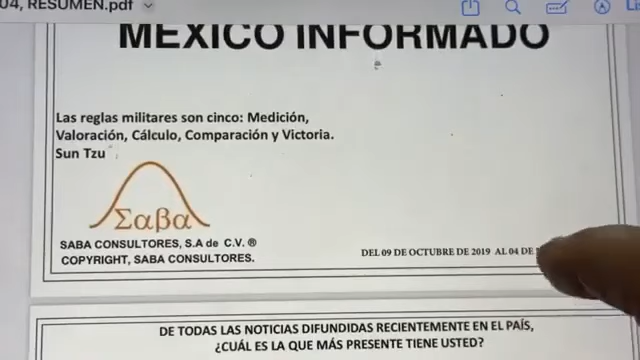 04, RESUMEN.pdf
MÉXICO INFORMADO
Las reglas militares son cinco: Medición,
Valoración, Cálculo, Comparación y Victoria.
Sun Tzu
Σαβα
SABA CONSULTORES, S.A de C.V. ®
COPYRIGHT, SABA CONSULTORES.
DEL 09 DE OCTUBRE DE 2019 AL 04 DE
DE TODAS LAS NOTICIAS DIFUNDIDAS RECIENTEMENTE EN EL PAÍS,
¿CUÁL ES LA QUE MÁS PRESENTE TIENE USTED?